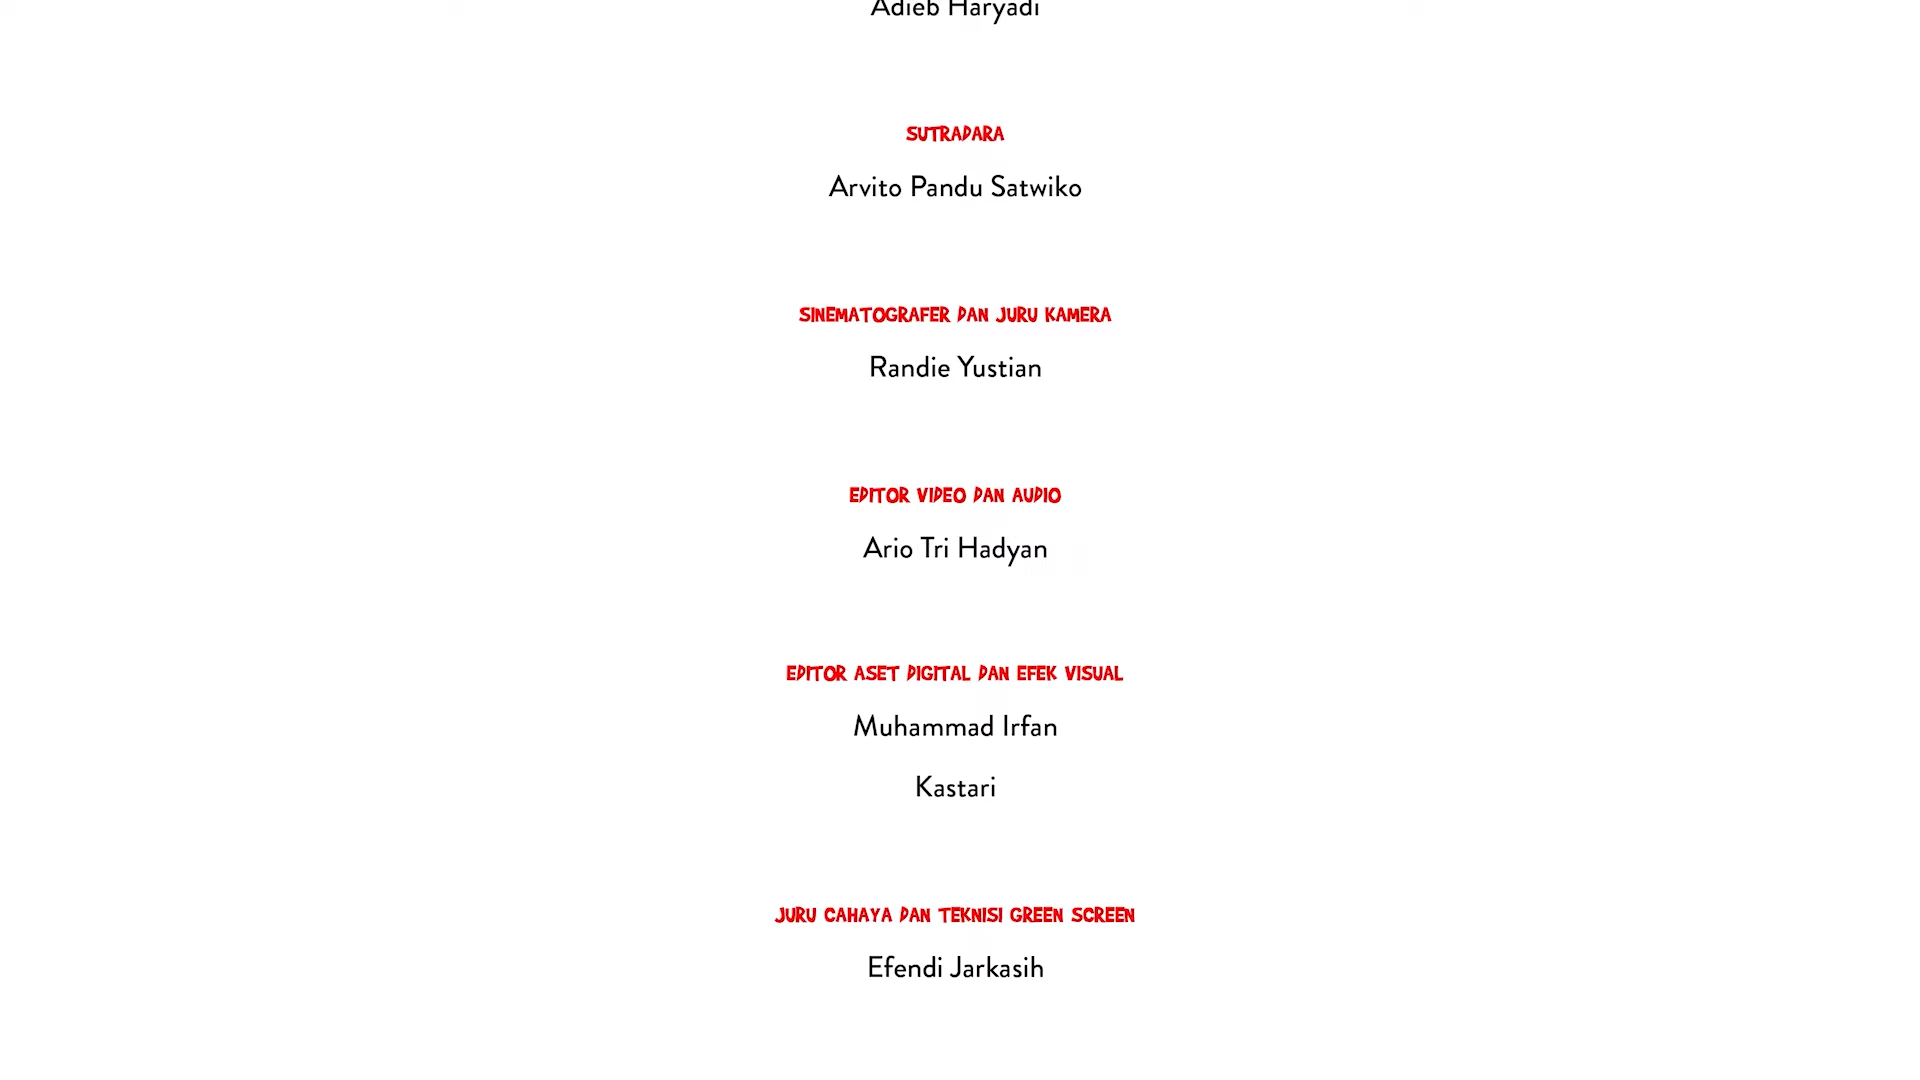 Adieb Haryadi
SUTRADARA
Arvito Pandu Satwiko
SINEMATOGRAFER DAN JURU KAMERA
Randie Yustian
EDITOR VIDEO DAN AUDIO
Ario Tri Hadyan
EDITOR ASET DIGITAL DAN EFEK VISUAL
Muhammad Irfan
Kastari
JURU CAHAYA DAN TEKNISI GREEN SCREEN
Efendi Jarkasih